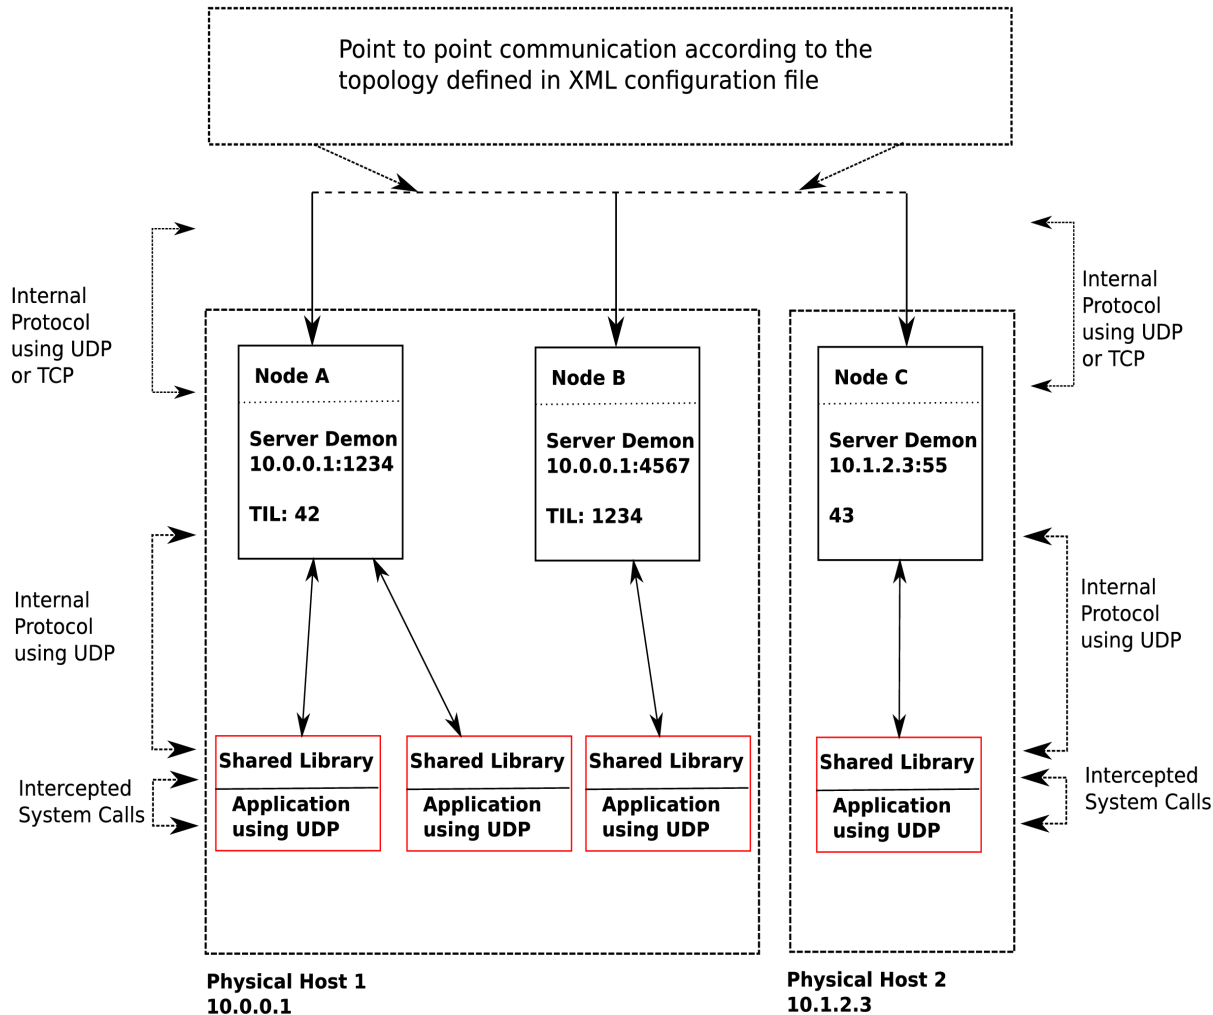 Point to point communication according to the
topology defined in XML configuration file
Internal
Protocol
using UDP
or TCP
Internal
Protocol
using UDP
or TCP
Node A
Server Demon
10.0.0.1:1234
TIL: 42
Node B
Server Demon
10.0.0.1:4567
TIL: 1234
Node C
Server Demon
10.1.2.3:55
43
Internal
Protocol
using UDP
Internal
Protocol
using UDP
Intercepted
System Calls
Shared Library
Application
using UDP
Shared Library
Application
using UDP
Shared Library
Application
using UDP
Shared Library
Application
using UDP
Intercepted
System Calls
Physical Host 1
10.0.0.1
Physical Host 2
10.1.2.3